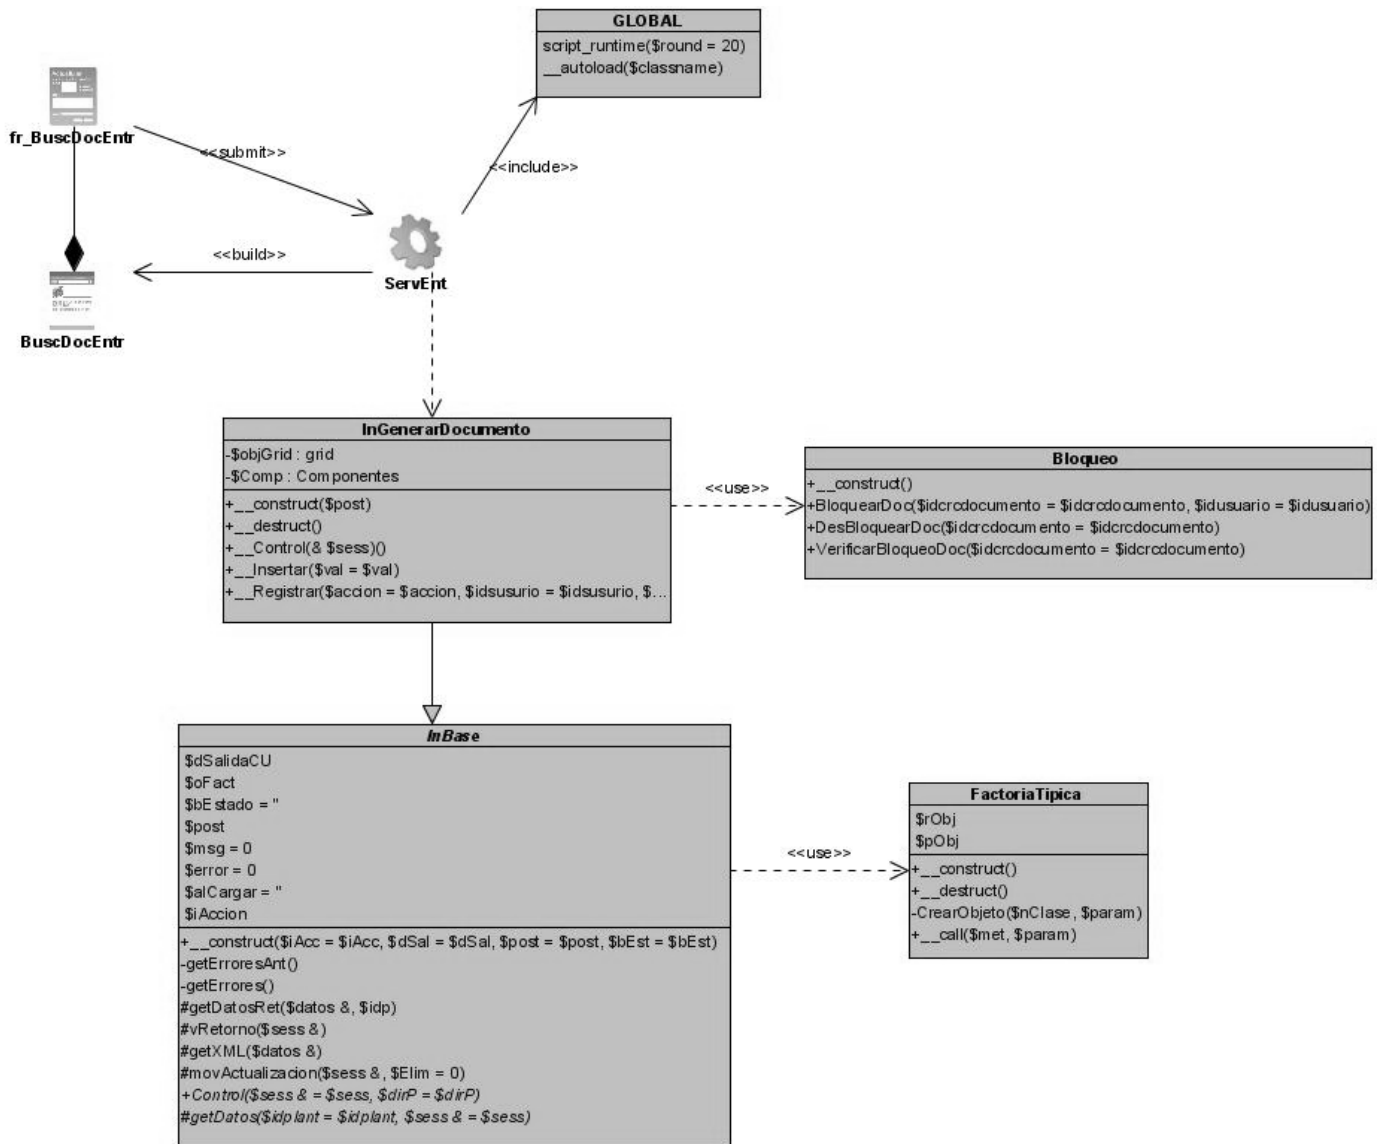 GLOBAL
script_runtime($round = 20)
__autoload($classname)
fr_BuscDocEntr
<<submit>>
<<include>>
<<build>>
ServEnt
BuscDocEntr
InGenerarDocumento
-$objGrid : grid
-$Comp : Componentes
+__construct($post)
+__destruct()
+__Control(& $sess)()
+__Insertar($val = $val)
+__Registrar($accion = $accion, $idsusurio = $idsusurio, $...
<<use>>
Bloqueo
+__construct()
+BloquearDoc($idcrcdocumento = $idcrcdocumento, $idusuario = $idusuario)
+DesBloquearDoc($idcrcdocumento = $idcrcdocumento)
+VerificarBloqueoDoc($idcrcdocumento = $idcrcdocumento)
InBase
$dSalidaCU
$oFact
$bEstado = ''
$post
$msg = 0
$error = 0
$alCargar = ''
$iAccion
+__construct($iAcc = $iAcc, $dSal = $dSal, $post = $post, $bEst = $bEst)
-getErroresAnt()
-getErrores()
#getDatosRet($datos &, $idp)
#vRetorno($sess &)
#getXML($datos &)
#movActualizacion($sess &, $Elim = 0)
+Control($sess & = $sess, $dirP = $dirP)
#getDatos($idplant = $idplant, $sess & = $sess)
<<use>>
FactoriaTipica
$rObj
$pObj
+__construct()
+__destruct()
-CrearObjeto($nClase, $param)
+__call($met, $param)